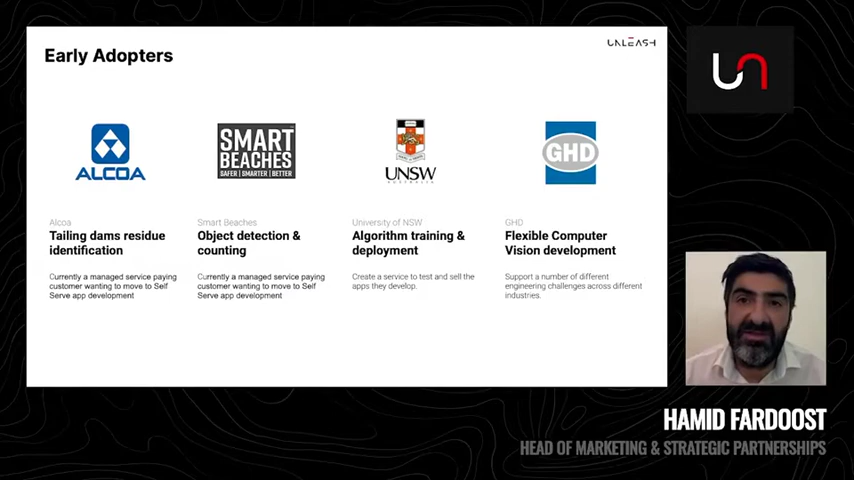 Early Adopters
UNLEASH
un
ALCOA
SMART
BEACHES
SAFER | SMARTER | BETTER
UNSW
AUSTRALIA
GHD
Alcoa
Tailing dams residue
identification
Currently a managed service paying
customer wanting to move to Self
Serve app development
Smart Beaches
Object detection &
counting
Currently a managed service paying
customer wanting to move to Self
Serve app development
University of NSW
Algorithm training &
deployment
Create a service to test and sell the
apps they develop.
GHD
Flexible Computer
Vision development
Support a number of different
engineering challenges across different
industries.
HAMID FARDOOST
HEAD OF MARKETING & STRATEGIC PARTNERSHIPS